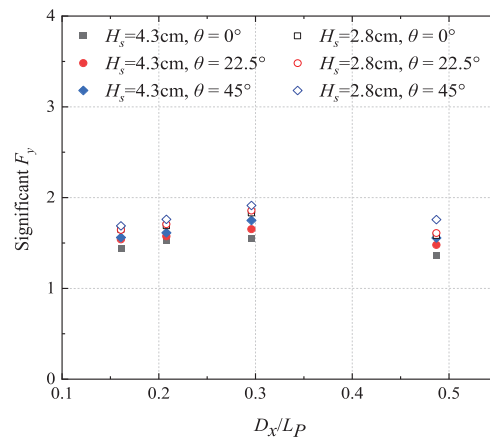 4
3
2
1
0
Significant F_y
H_s=4.3cm, θ = 0°
H_s=4.3cm, θ = 22.5°
H_s=4.3cm, θ = 45°
H_s=2.8cm, θ = 0°
H_s=2.8cm, θ = 22.5°
H_s=2.8cm, θ = 45°
0.1 0.2 0.3 0.4 0.5
D_X/L_P